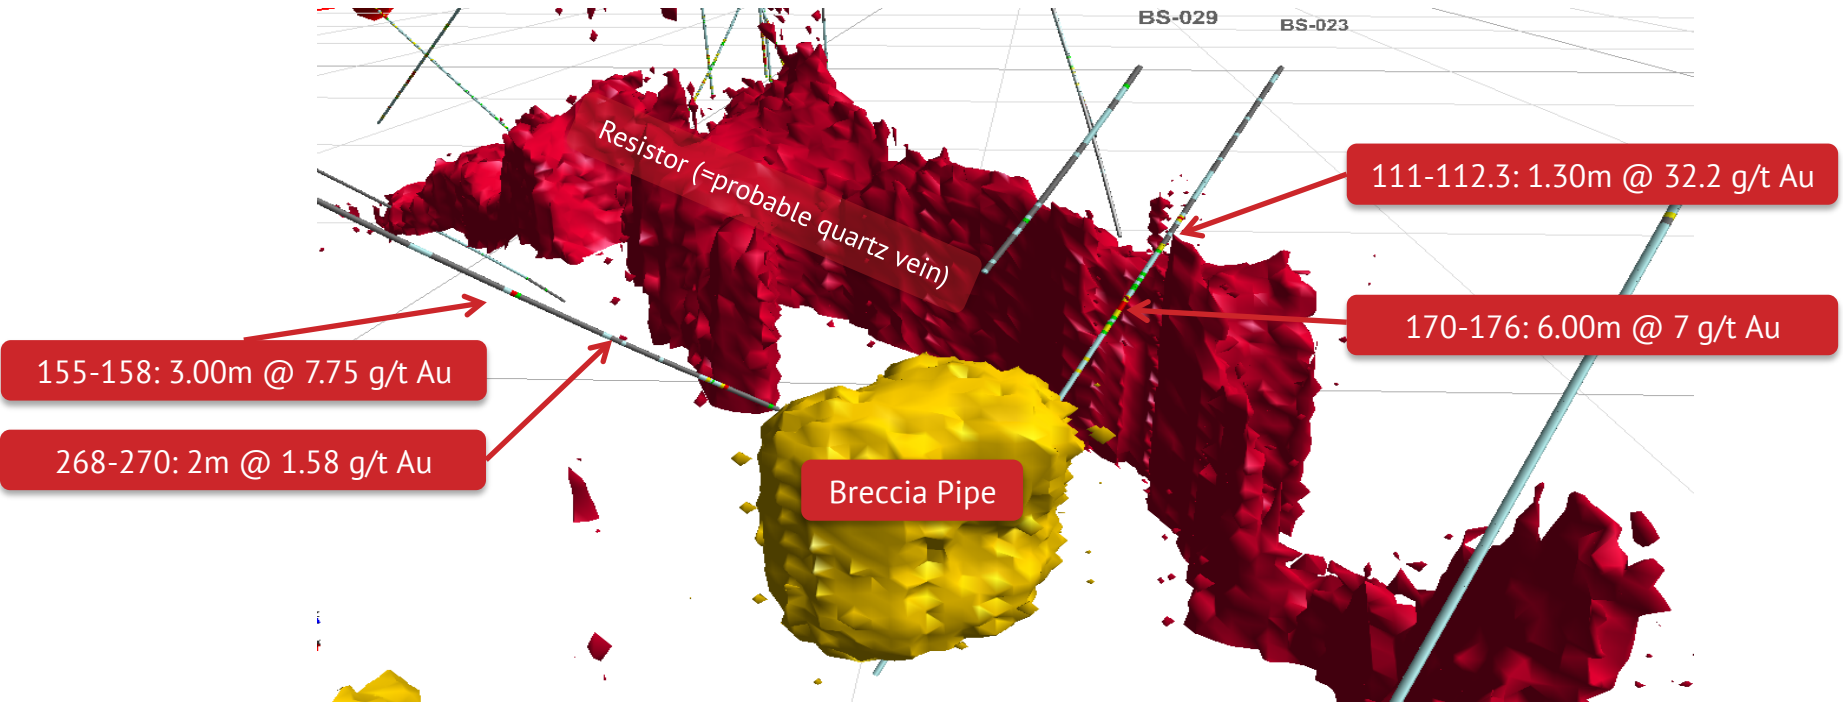 BS-029
BS-023
Resistor (=probable quartz vein)
111-112.3: 1.30m @ 32.2 g/t Au
170-176: 6.00m @ 7 g/t Au
155-158: 3.00m @ 7.75 g/t Au
268-270: 2m @ 1.58 g/t Au
Breccia Pipe